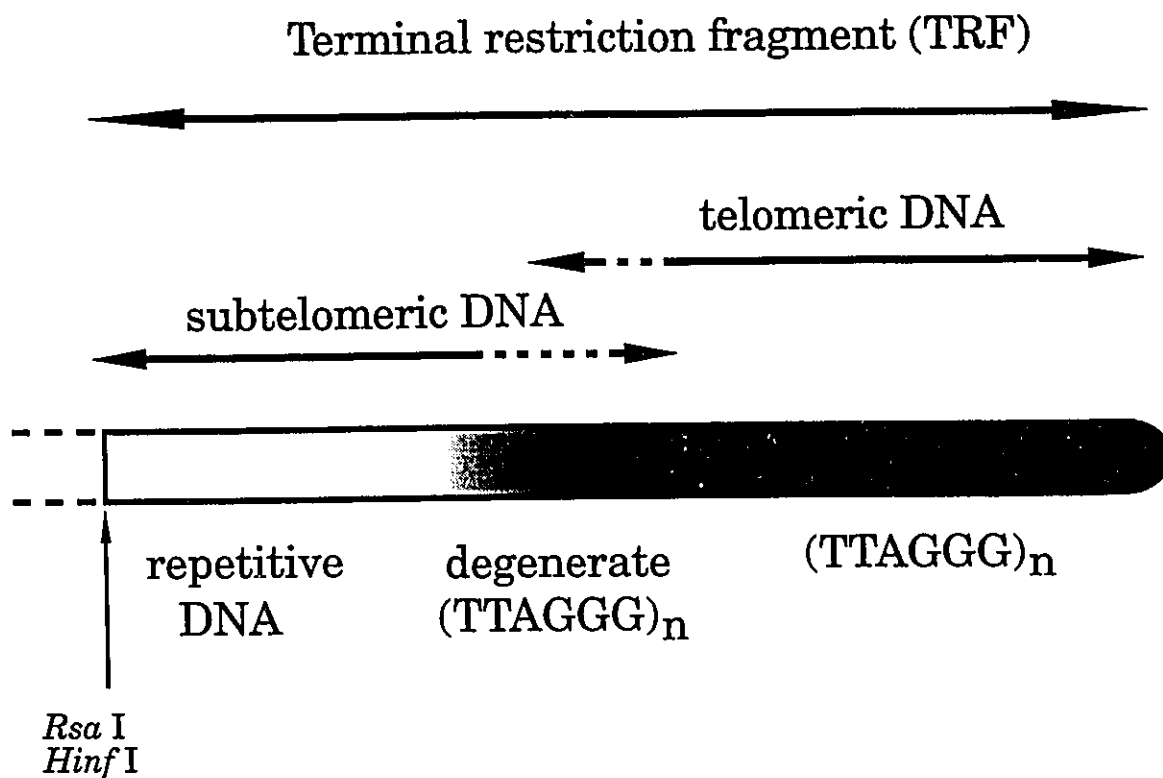 Terminal restriction fragment (TRF)
telomeric DNA
subtelomeric DNA
repetitive
DNA
degenerate
(TTAGGG)n
(TTAGGG)n
Rsa I
Hinf I